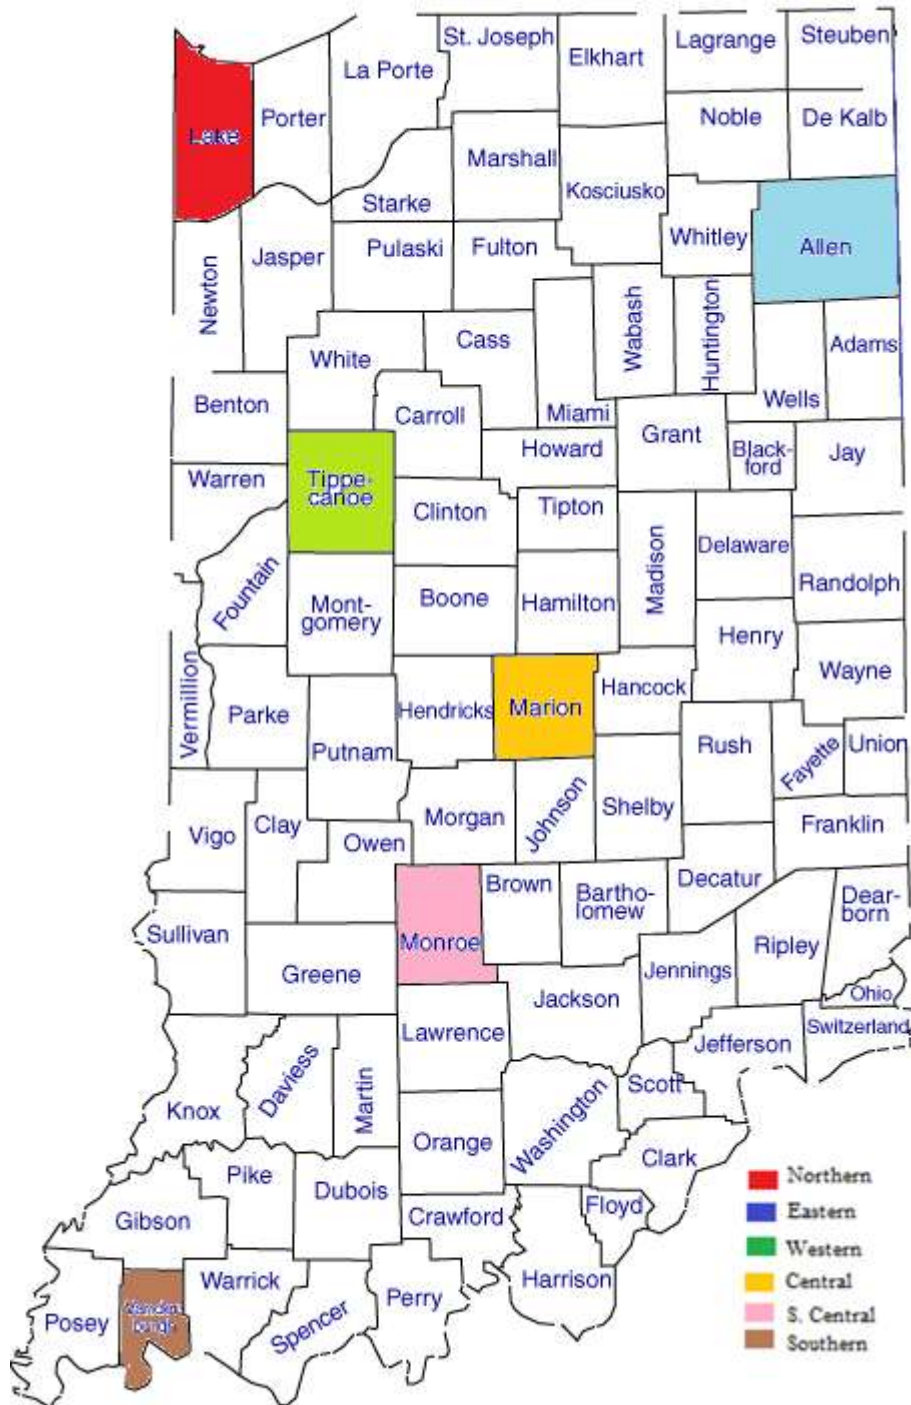 St. Joseph
Elkhart
Lagrange
Steuben
La Porte
Lake
Porter
Noble
De Kalb
Marshall
Kosciusko
Starke
Whitley
Allen
Newton
Jasper
Pulaski
Fulton
Wabash
Huntington
Adams
White
Cass
Wells
Miami
Benton
Carroll
Howard
Grant
Black-
ford
Jay
Warren
Tippe-
canoe
Clinton
Tipton
Madison
Delaware
Randolph
Fountain
Mont-
gomery
Boone
Hamilton
Henry
Wayne
Vermillion
Parke
Putnam
Hendricks
Marion
Hancock
Rush
Fayette
Union
Vigo
Clay
Owen
Morgan
Johnson
Shelby
Franklin
Sullivan
Greene
Monroe
Brown
Bartho-
lomew
Decatur
Dear-
born
Ripley
Jennings
Jackson
Ohio
Switzerland
Jefferson
Lawrence
Scott
Knox
Daviess
Martin
Orange
Washington
Clark
Pike
Dubois
Crawford
Floyd
Gibson
Harrison
Posey
Warrick
Spencer
Perry
Northern
Eastern
Western
Central
S. Central
Southern